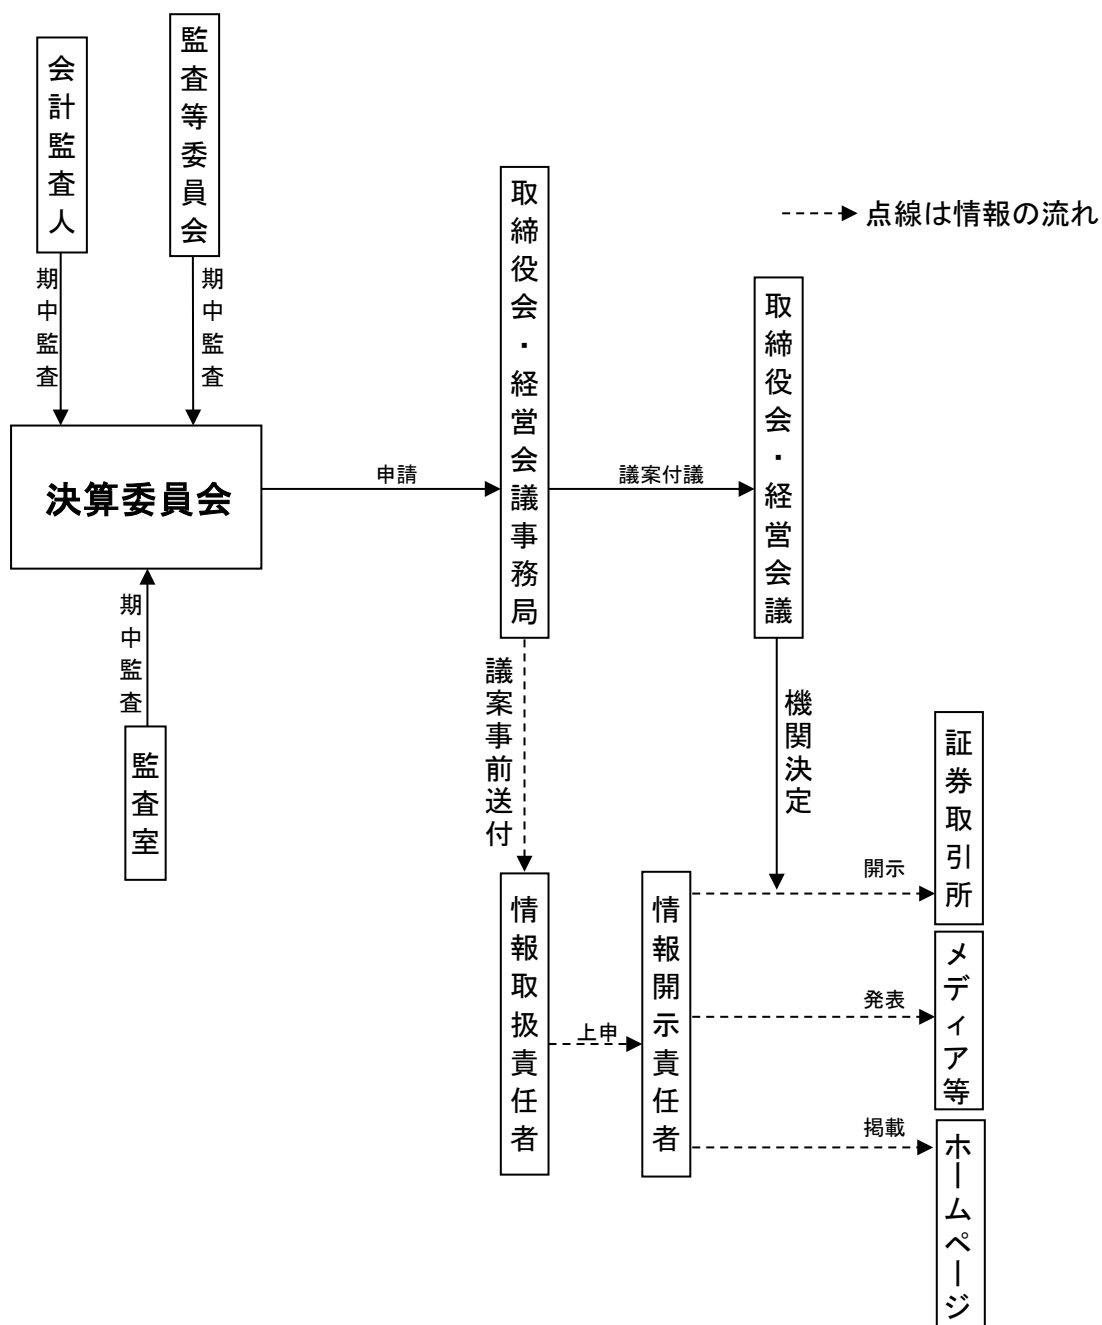 会計監査人
監査等委員会
期中監査
期中監査
取締役会・経営会議事務局
点線は情報の流れ
取締役会・経営会議
決算委員会
申請
議案付議
期中監査
監査室
議案事前送付
機関決定
情報取扱責任者
上申
情報開示責任者
開示
証券取引所
発表
メディア等
掲載
ホームページ